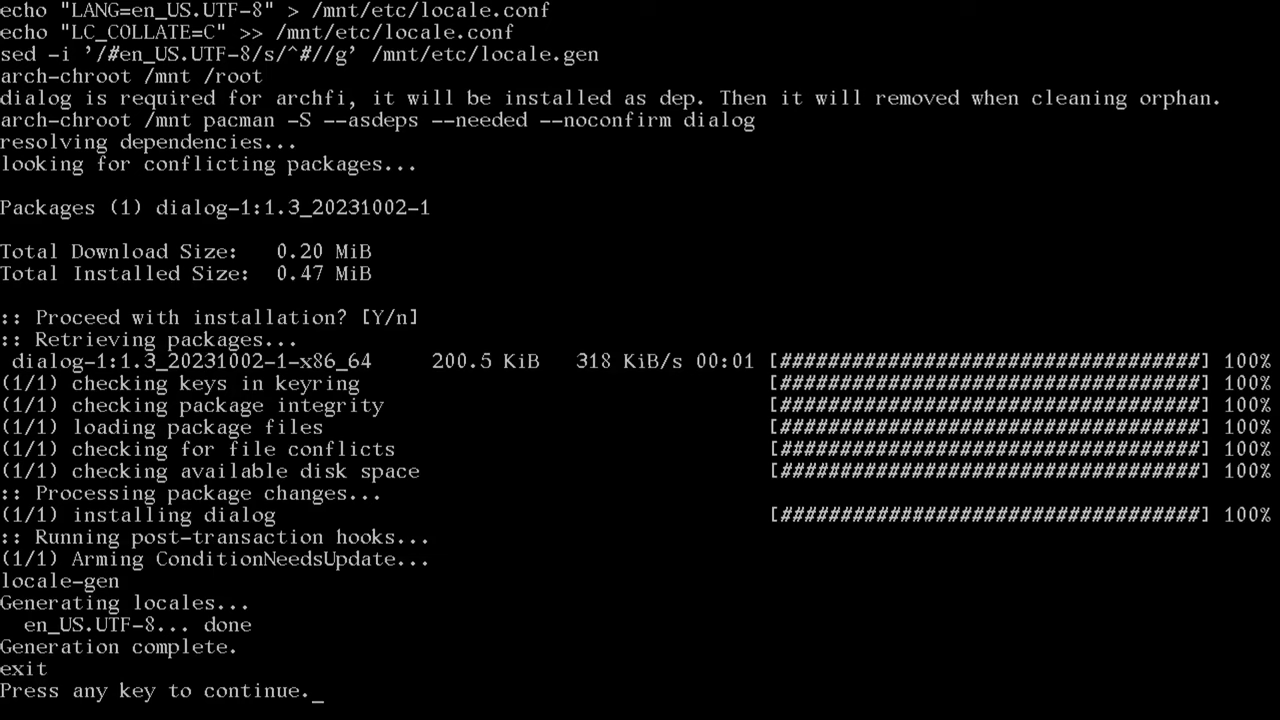 echo "LANG=en_US.UTF-8" > /mnt/etc/locale.conf
echo "LC_COLLATE=C" >> /mnt/etc/locale.conf
sed -i '/#en_US.UTF-8/s/^#//g' /mnt/etc/locale.gen
arch-chroot /mnt /root
dialog is required for archfi, it will be installed as dep. Then it will removed when cleaning orphan.
arch-chroot /mnt pacman -S --asdeps --needed --noconfirm dialog
resolving dependencies...
looking for conflicting packages...
Packages (1) dialog-1:1.3_20231002-1
Total Download Size:   0.20 MiB
Total Installed Size:  0.47 MiB
:: Proceed with installation? [Y/n]
:: Retrieving packages...
dialog-1:1.3_20231002-1-x86_64     200.5 KiB   318 KiB/s 00:01 [###################################] 100%
(1/1) checking keys in keyring [###################################] 100%
(1/1) checking package integrity [###################################] 100%
(1/1) loading package files [###################################] 100%
(1/1) checking for file conflicts [###################################] 100%
(1/1) checking available disk space [###################################] 100%
:: Processing package changes...
(1/1) installing dialog [###################################] 100%
:: Running post-transaction hooks...
(1/1) Arming ConditionNeedsUpdate...
locale-gen
Generating locales...
en_US.UTF-8... done
Generation complete.
exit
Press any key to continue._